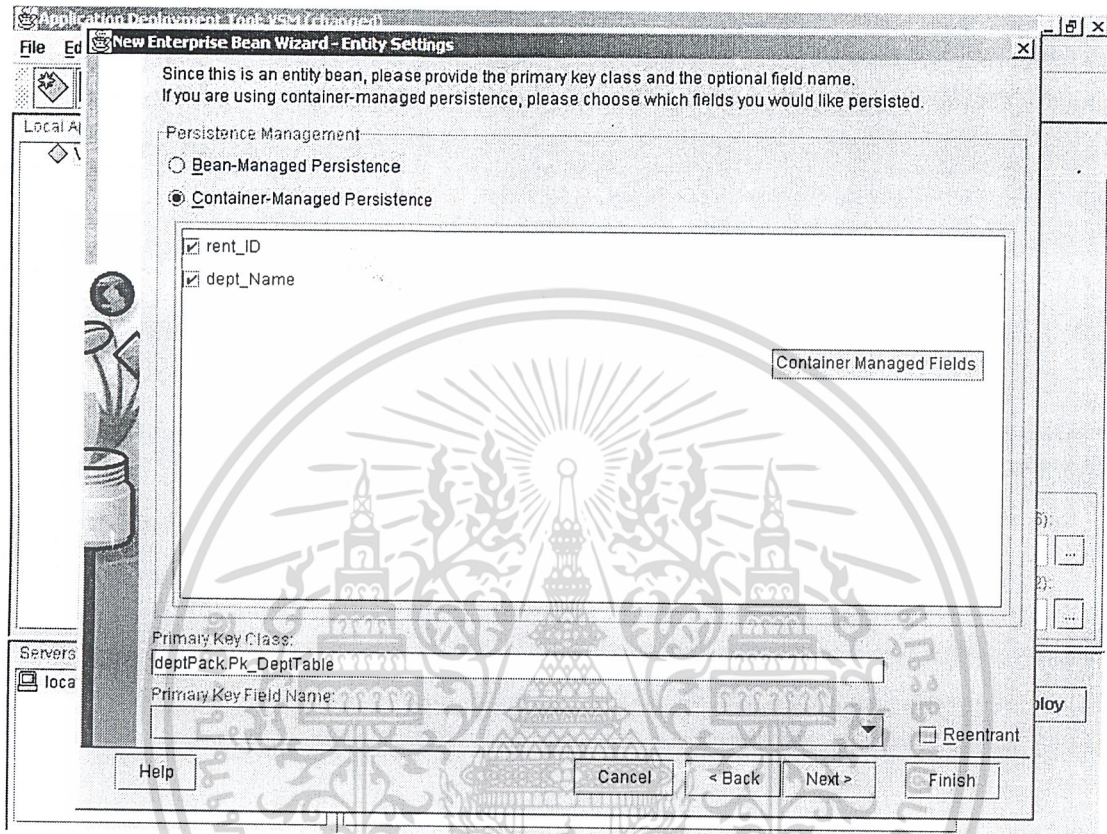 Application Deployment Tool: VSM (changed)
File Ed
New Enterprise Bean Wizard - Entity Settings
Since this is an entity bean, please provide the primary key class and the optional field name.
If you are using container-managed persistence, please choose which fields you would like persisted.
Local A
Persistence Management
Bean-Managed Persistence
Container-Managed Persistence
rent_ID
dept_Name
Container Managed Fields
Primary Key Class:
deptPack.Pk_DeptTable
Servers
loca
Primary Key Field Name:
ploy
Reentrant
Help
Cancel
< Back
Next >
Finish